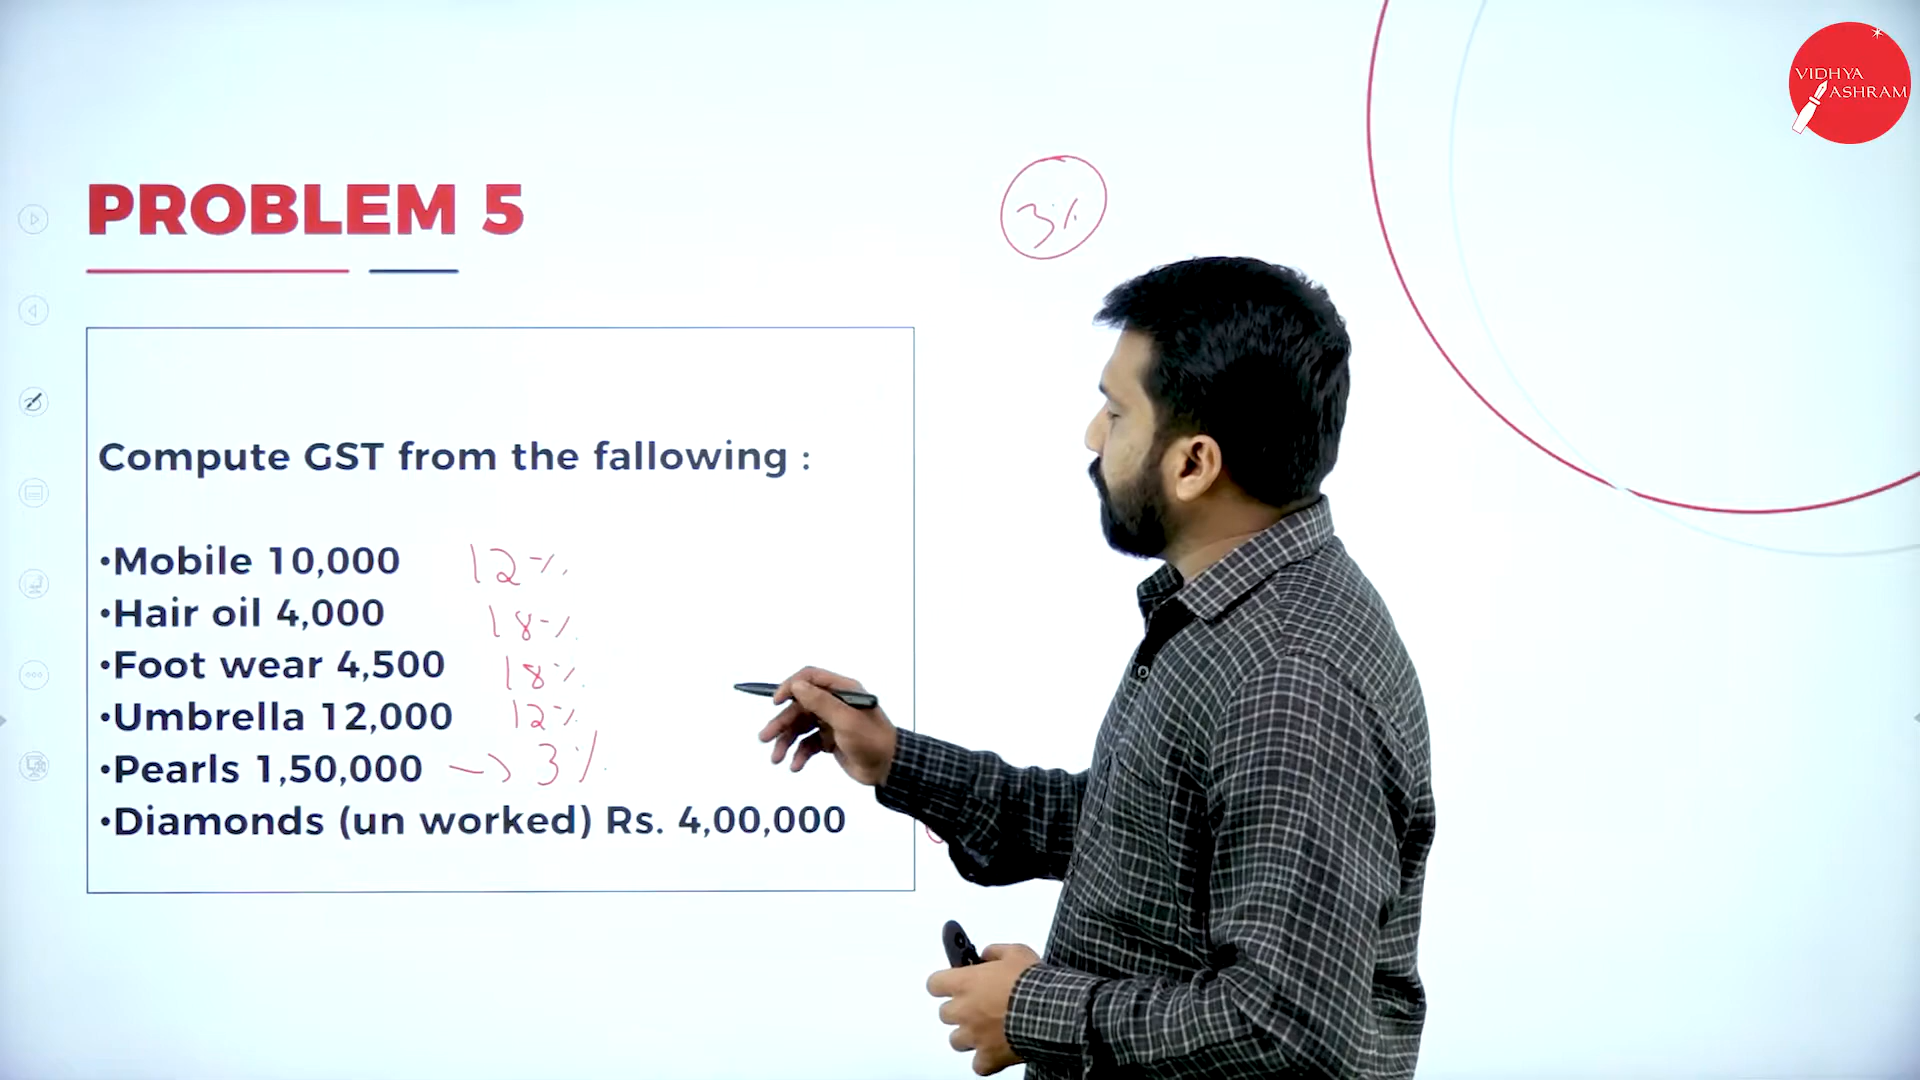 VIDHYA
ASHRAM
PROBLEM 5
3%
Compute GST from the fallowing :
•Mobile 10,000 12%
•Hair oil 4,000 18%
•Foot wear 4,500 18%
•Umbrella 12,000 12%
•Pearls 1,50,000 → 3%
•Diamonds (un worked) Rs. 4,00,000